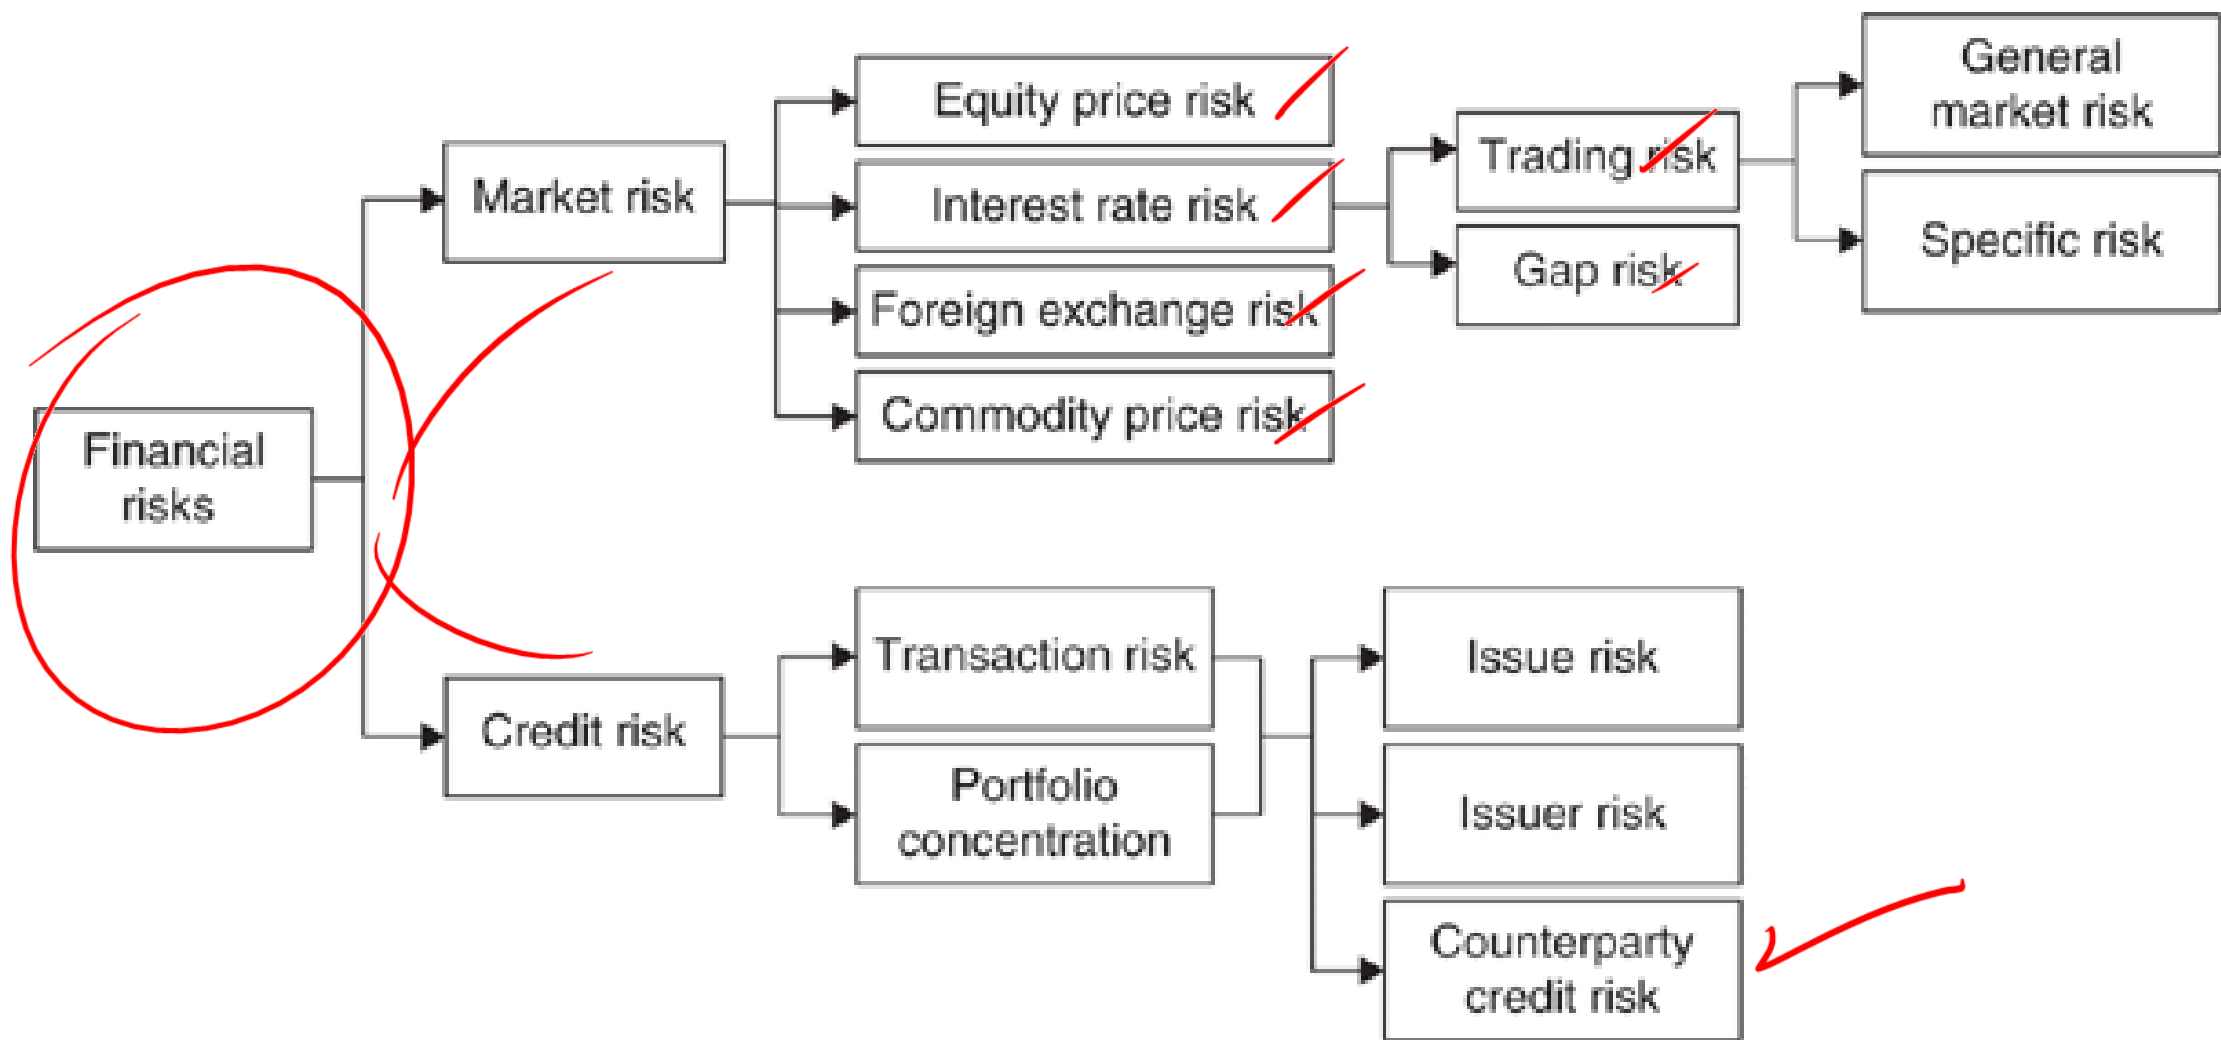 Financial
risks
Market risk
Equity price risk
Interest rate risk
Foreign exchange risk
Commodity price risk
Trading risk
Gap risk
General
market risk
Specific risk
Credit risk
Transaction risk
Portfolio
concentration
Issue risk
Issuer risk
Counterparty
credit risk